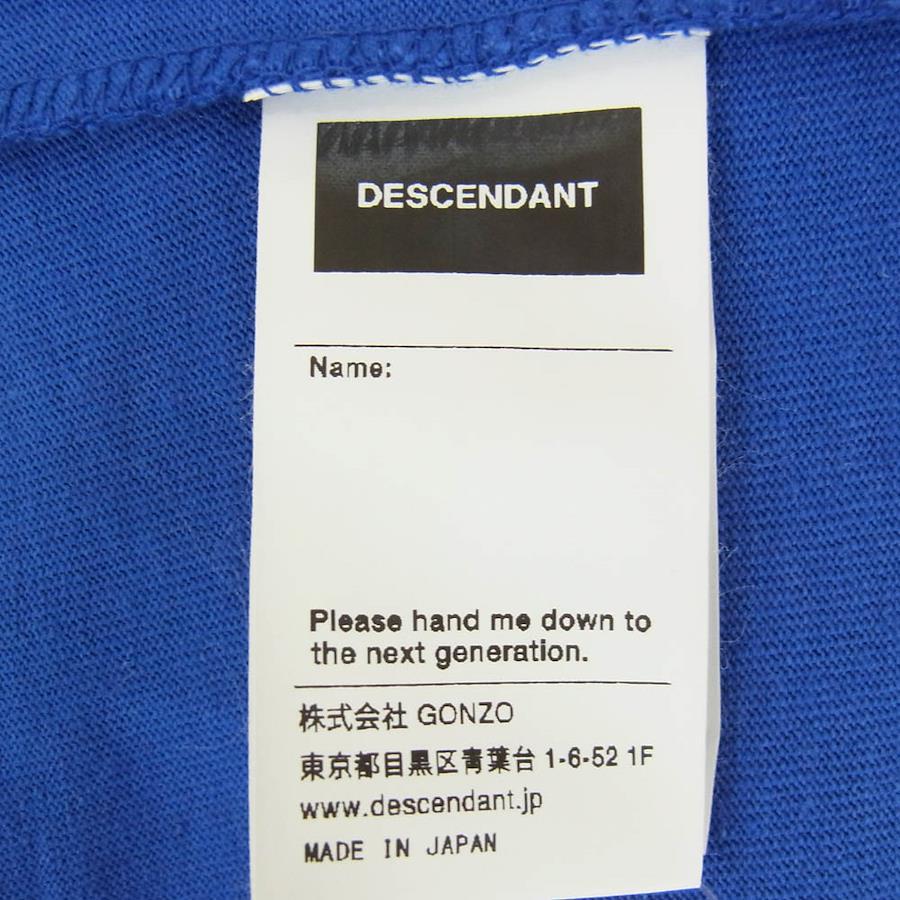 DESCENDANT
Name:
Please hand me down to
the next generation.
株式会社 GONZO
東京都目黒区青葉台 1-6-52 1F
www.descendant.jp
MADE IN JAPAN